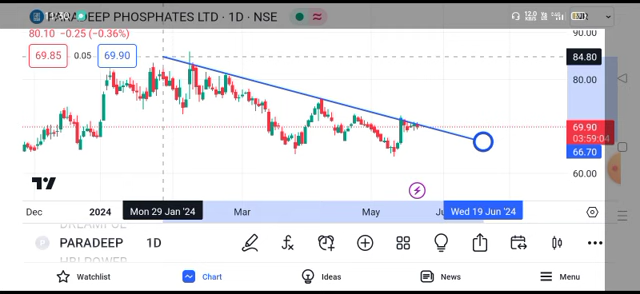 PARADEEP PHOSPHATES LTD · 1D · NSE
80.10 −0.25 (−0.36%)
69.85 0.05 69.90
90.00
84.80
80.00
69.90
03:59:04
66.70
60.00
Dec 2024 Mon 29 Jan '24 Mar May Wed 19 Jun '24
PARADEEP 1D
Watchlist Chart Ideas News Menu